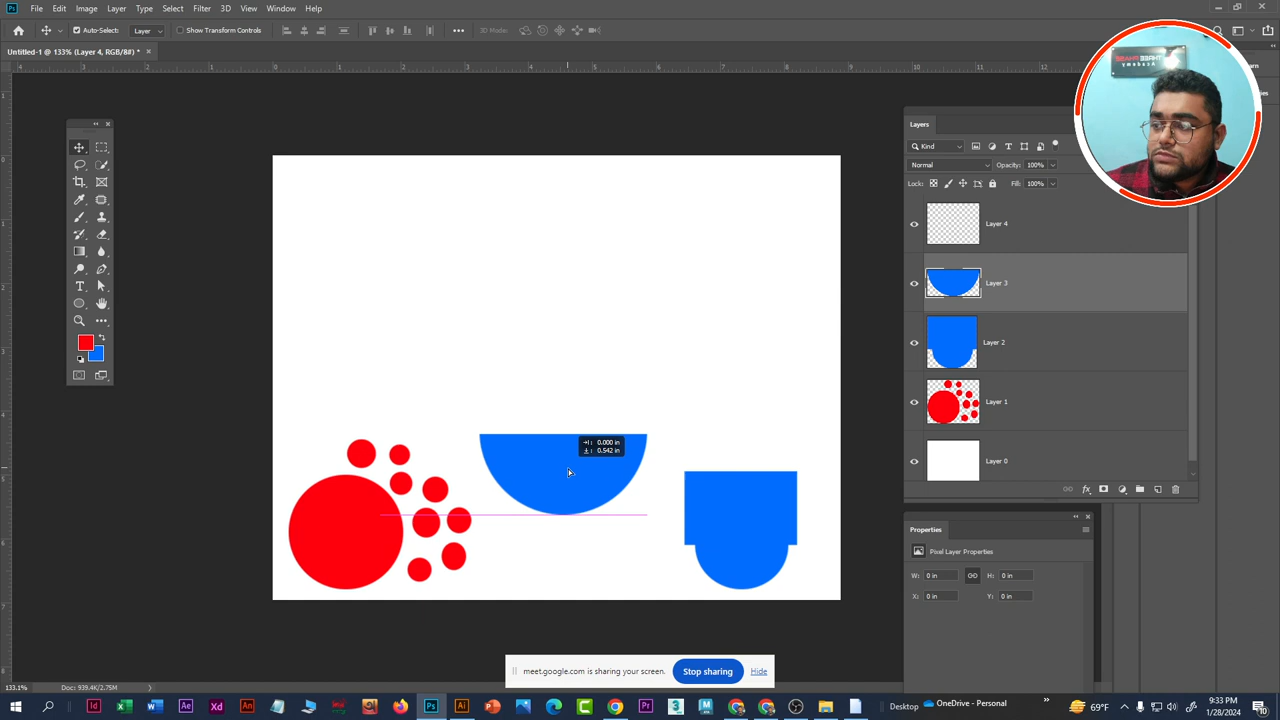 Ps File Edit Image Layer Type Select Filter 3D View Window Help
Auto-Select: Layer Show Transform Controls 3D Mode:
Untitled-1 @ 133% (Layer 4, RGB/8#) * ×
Layers
Kind
Normal Opacity: 100%
Lock: Fill: 100%
Layer 4
Layer 3
Layer 2
Layer 1
Layer 0
0.000 in
0.542 in
Properties
Pixel Layer Properties
W: 0 in H: 0 in
X: 0 in Y: 0 in
meet.google.com is sharing your screen. Stop sharing Hide
133.1% Doc: 939.4K/2.75M
Desktop OneDrive - Personal 69°F 9:33 PM
1/28/2024